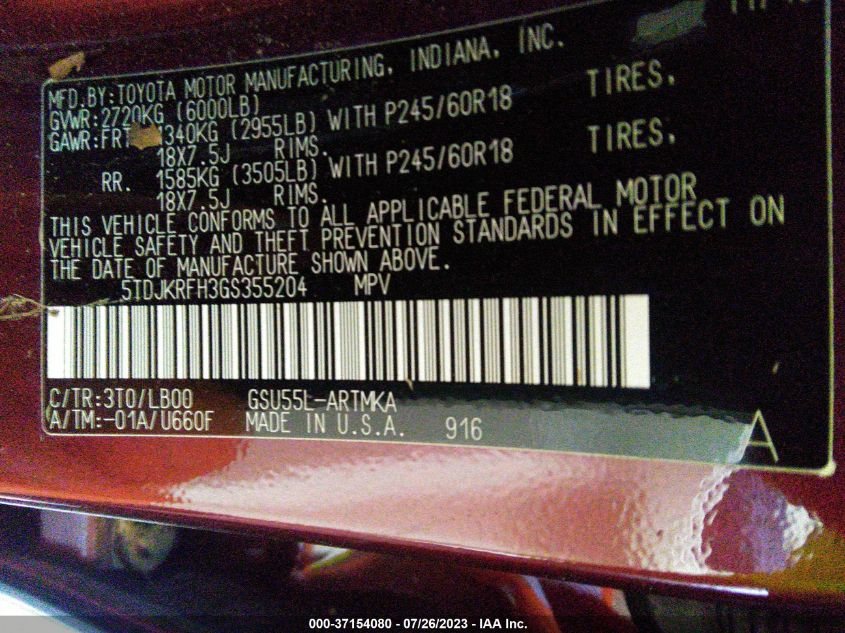 MFD.BY:TOYOTA MOTOR MANUFACTURING, INDIANA, INC.
GVWR:2720KG (6000LB)
GAWR:FRT 1340KG (2955LB) WITH P245/60R18 TIRES.
18X7.5J RIMS.
RR. 1585KG (3505LB) WITH P245/60R18 TIRES.
18X7.5J RIMS.
THIS VEHICLE CONFORMS TO ALL APPLICABLE FEDERAL MOTOR
VEHICLE SAFETY AND THEFT PREVENTION STANDARDS IN EFFECT ON
THE DATE OF MANUFACTURE SHOWN ABOVE.
5TDJKRFH3GS355204 MPV
C/TR:3T0/LB00 GSU55L-ARTMKA
A/TM:-01A/U660F MADE IN U.S.A. 916
A
000-37154080 - 07/26/2023 - IAA Inc.